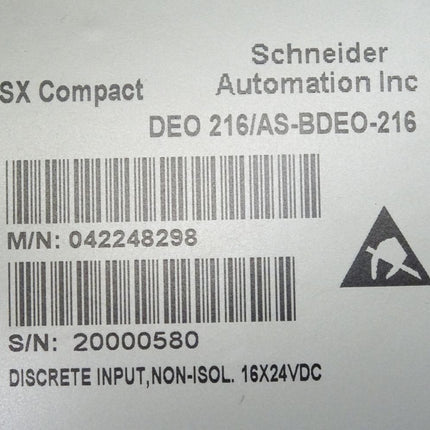 Schneider
SX Compact Automation Inc
DEO 216/AS-BDEO-216
M/N: 042248298
S/N: 20000580
DISCRETE INPUT,NON-ISOL. 16X24VDC